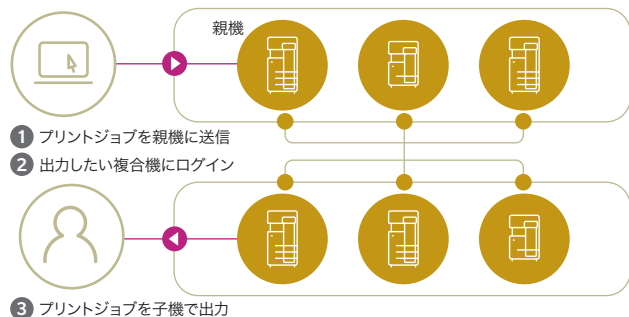 親機
1 プリントジョブを親機に送信
2 出力したい複合機にログイン
3 プリントジョブを子機で出力